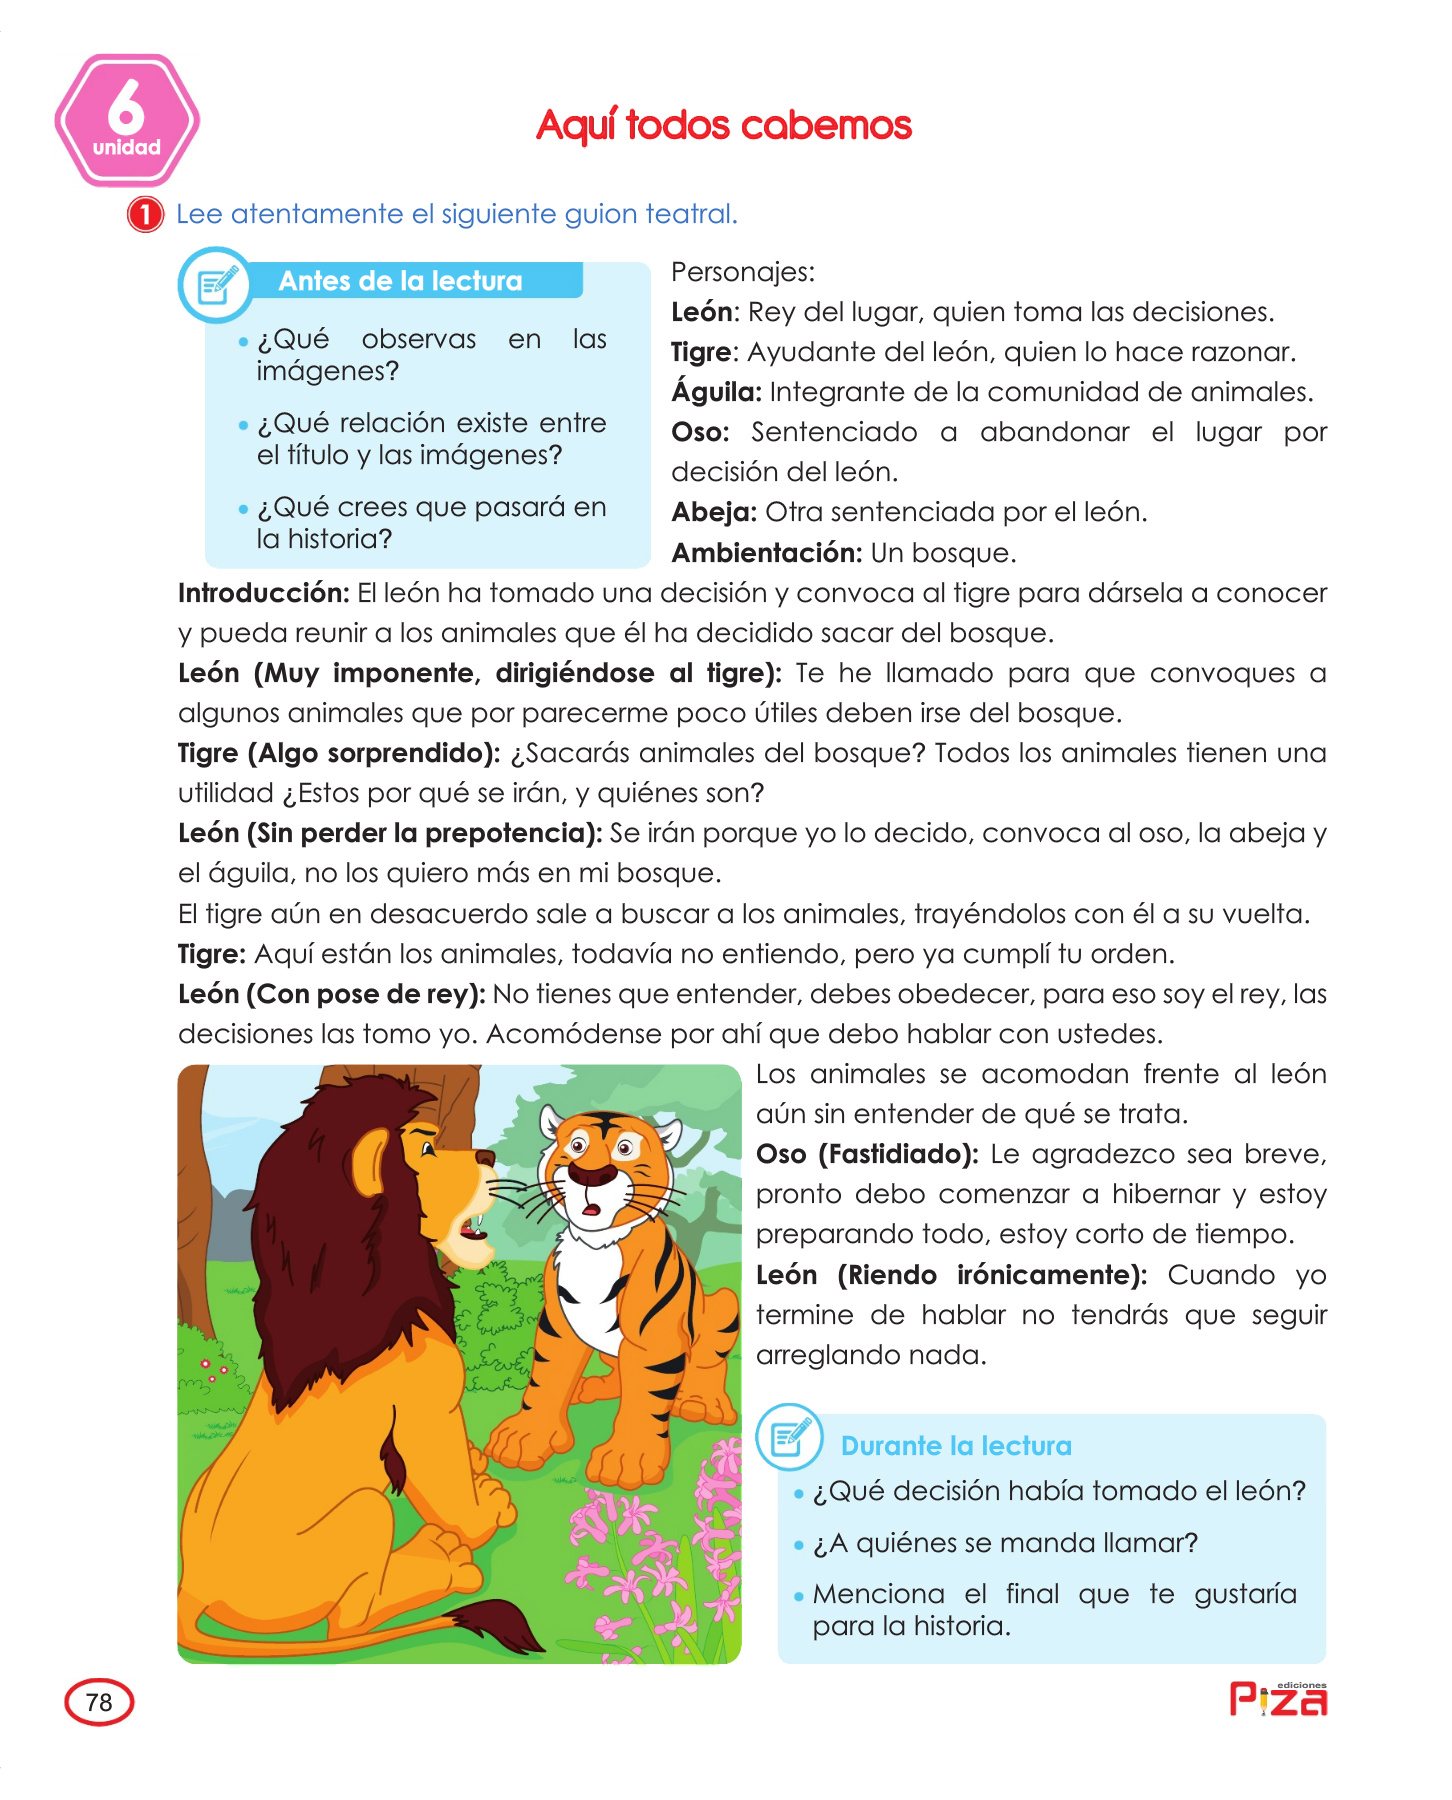 6
unidad
Aquí todos cabemos
1 Lee atentamente el siguiente guion teatral.
Antes de la lectura
• ¿Qué observas en las
imágenes?
• ¿Qué relación existe entre
el título y las imágenes?
• ¿Qué crees que pasará en
la historia?
Personajes:
León: Rey del lugar, quien toma las decisiones.
Tigre: Ayudante del león, quien lo hace razonar.
Águila: Integrante de la comunidad de animales.
Oso: Sentenciado a abandonar el lugar por
decisión del león.
Abeja: Otra sentenciada por el león.
Ambientación: Un bosque.
Introducción: El león ha tomado una decisión y convoca al tigre para dársela a conocer
y pueda reunir a los animales que él ha decidido sacar del bosque.
León (Muy imponente, dirigiéndose al tigre): Te he llamado para que convoques a
algunos animales que por parecerme poco útiles deben irse del bosque.
Tigre (Algo sorprendido): ¿Sacarás animales del bosque? Todos los animales tienen una
utilidad ¿Estos por qué se irán, y quiénes son?
León (Sin perder la prepotencia): Se irán porque yo lo decido, convoca al oso, la abeja y
el águila, no los quiero más en mi bosque.
El tigre aún en desacuerdo sale a buscar a los animales, trayéndolos con él a su vuelta.
Tigre: Aquí están los animales, todavía no entiendo, pero ya cumplí tu orden.
León (Con pose de rey): No tienes que entender, debes obedecer, para eso soy el rey, las
decisiones las tomo yo. Acomódense por ahí que debo hablar con ustedes.
Los animales se acomodan frente al león
aún sin entender de qué se trata.
Oso (Fastidiado): Le agradezco sea breve,
pronto debo comenzar a hibernar y estoy
preparando todo, estoy corto de tiempo.
León (Riendo irónicamente): Cuando yo
termine de hablar no tendrás que seguir
arreglando nada.
Durante la lectura
• ¿Qué decisión había tomado el león?
• ¿A quiénes se manda llamar?
• Menciona el final que te gustaría
para la historia.
78
ediciones
Piza